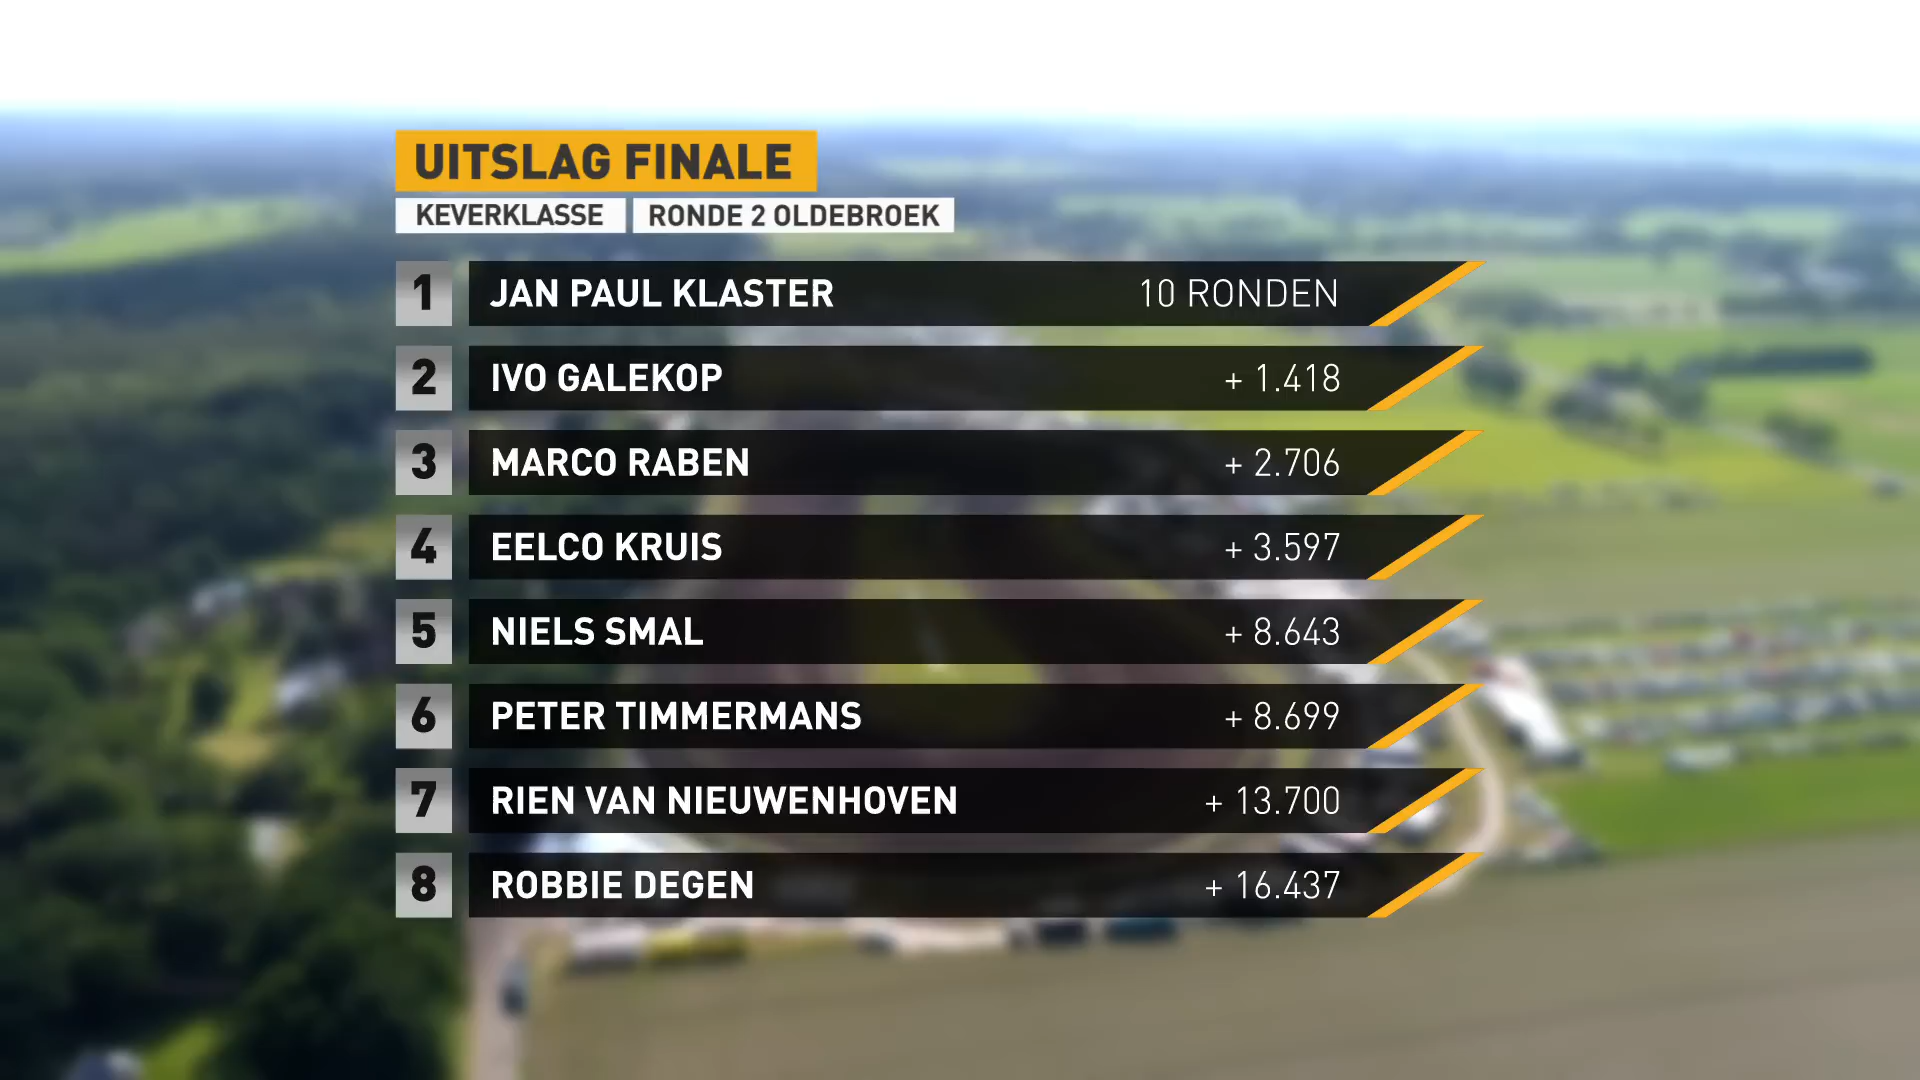 UITSLAG FINALE
KEVERKLASSE RONDE 2 OLDEBROEK
1 JAN PAUL KLASTER 10 RONDEN
2 IVO GALEKOP + 1.418
3 MARCO RABEN + 2.706
4 EELCO KRUIS + 3.597
5 NIELS SMAL + 8.643
6 PETER TIMMERMANS + 8.699
7 RIEN VAN NIEUWENHOVEN + 13.700
8 ROBBIE DEGEN + 16.437